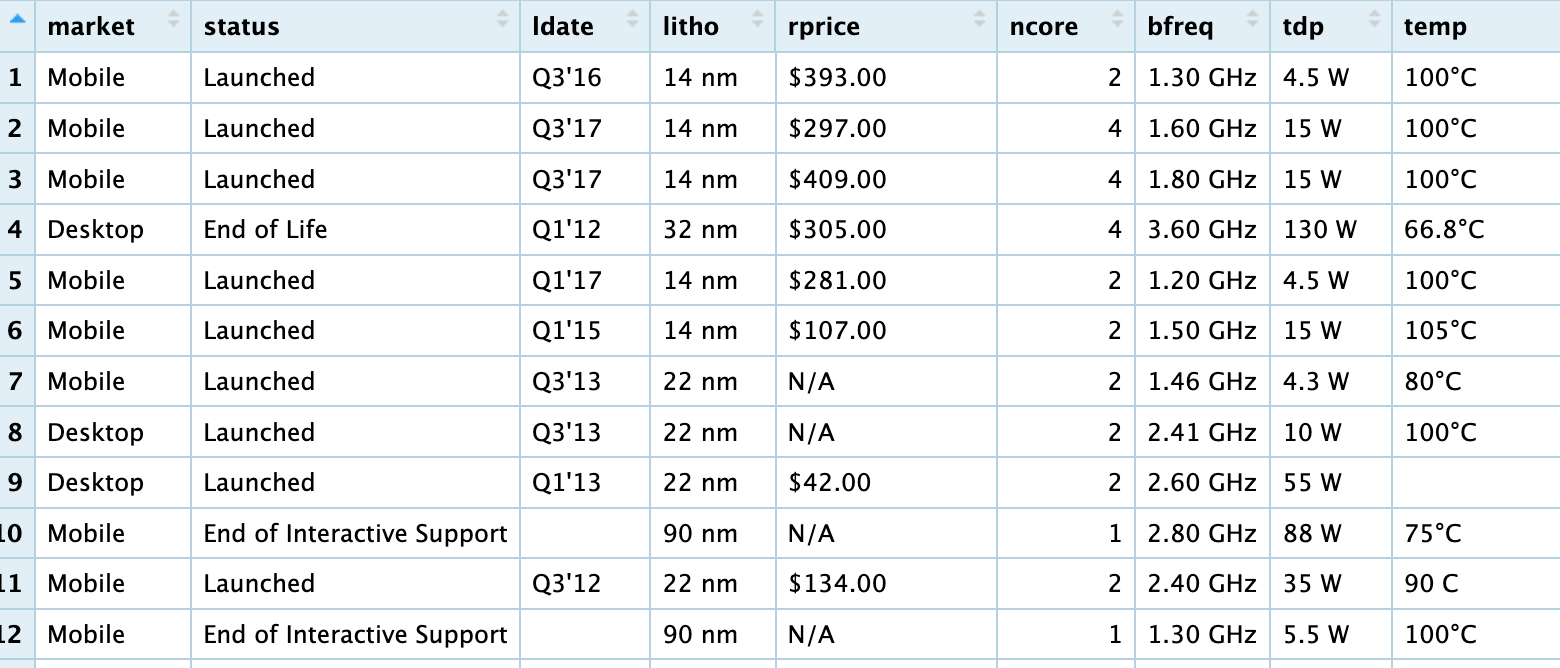 market status ldate litho rprice ncore bfreq tdp temp
1 Mobile Launched Q3'16 14 nm $393.00 2 1.30 GHz 4.5 W 100°C
2 Mobile Launched Q3'17 14 nm $297.00 4 1.60 GHz 15 W 100°C
3 Mobile Launched Q3'17 14 nm $409.00 4 1.80 GHz 15 W 100°C
4 Desktop End of Life Q1'12 32 nm $305.00 4 3.60 GHz 130 W 66.8°C
5 Mobile Launched Q1'17 14 nm $281.00 2 1.20 GHz 4.5 W 100°C
6 Mobile Launched Q1'15 14 nm $107.00 2 1.50 GHz 15 W 105°C
7 Mobile Launched Q3'13 22 nm N/A 2 1.46 GHz 4.3 W 80°C
8 Desktop Launched Q3'13 22 nm N/A 2 2.41 GHz 10 W 100°C
9 Desktop Launched Q1'13 22 nm $42.00 2 2.60 GHz 55 W
10 Mobile End of Interactive Support 90 nm N/A 1 2.80 GHz 88 W 75°C
11 Mobile Launched Q3'12 22 nm $134.00 2 2.40 GHz 35 W 90 C
12 Mobile End of Interactive Support 90 nm N/A 1 1.30 GHz 5.5 W 100°C